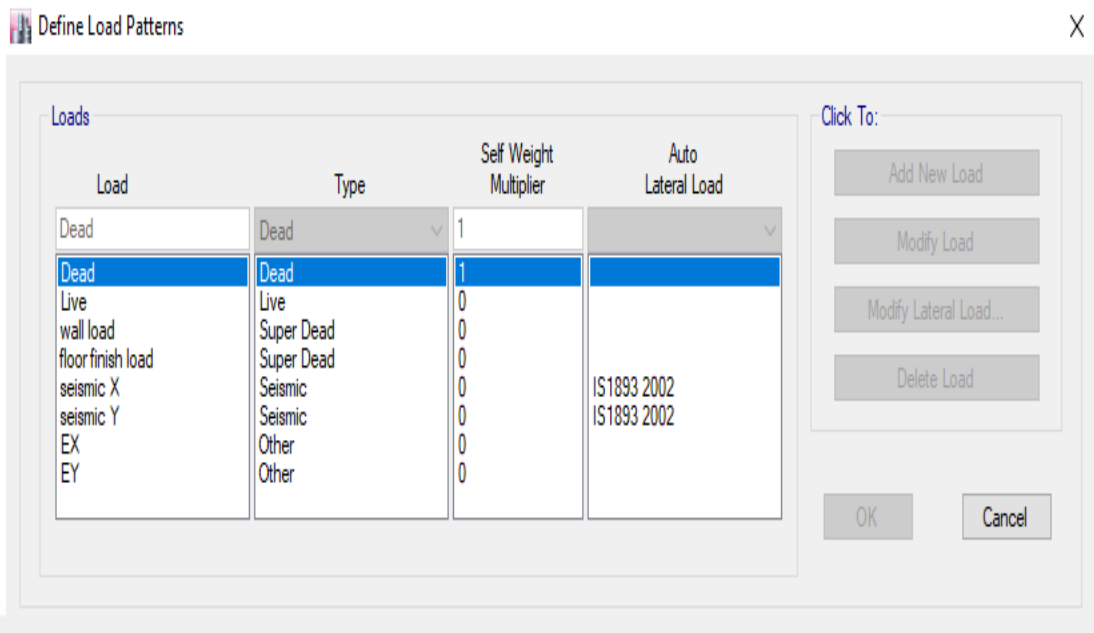 Define Load Patterns
X
Loads
Click To:
Load Type Self Weight Multiplier Auto Lateral Load
Dead Dead 1
Dead Dead 1
Live Live 0
wall load Super Dead 0
floor finish load Super Dead 0
seismic X Seismic 0 IS1893 2002
seismic Y Seismic 0 IS1893 2002
EX Other 0
EY Other 0
Add New Load
Modify Load
Modify Lateral Load...
Delete Load
OK Cancel